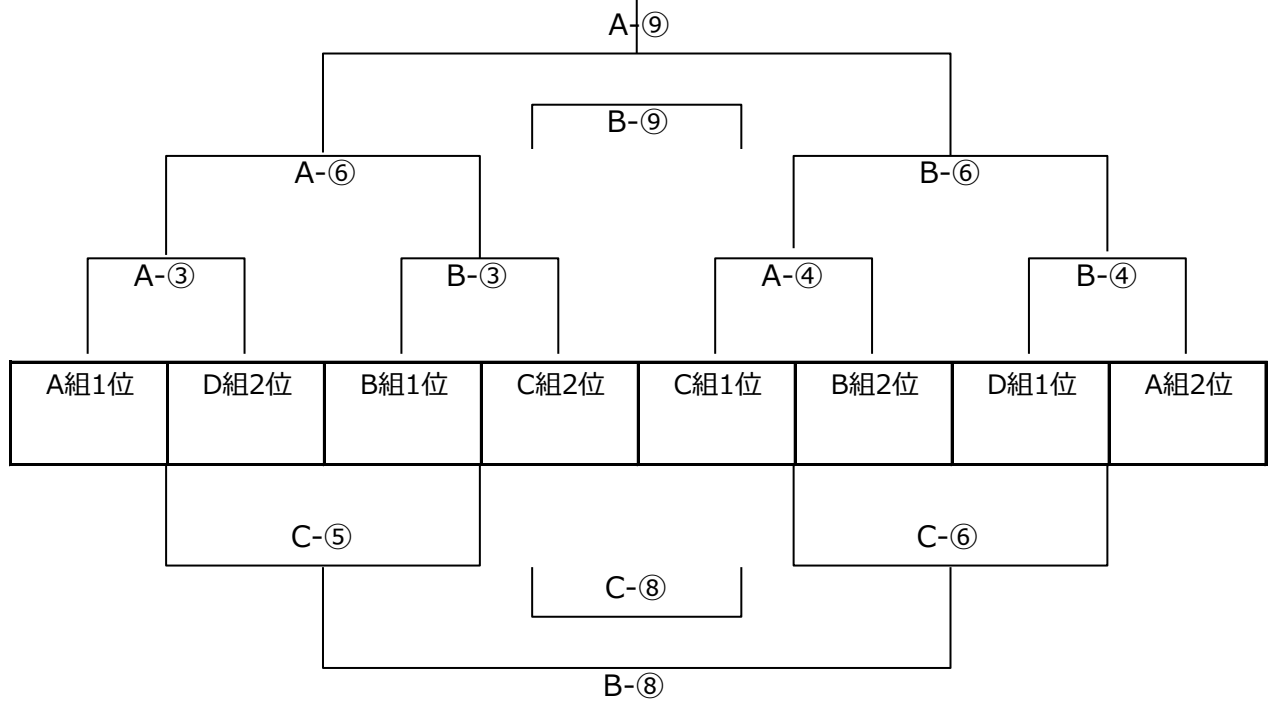 A-⑨
B-⑨
A-⑥ B-⑥
A-③ B-③ A-④ B-④
A組1位 D組2位 B組1位 C組2位 C組1位 B組2位 D組1位 A組2位
C-⑤ C-⑥
C-⑧
B-⑧